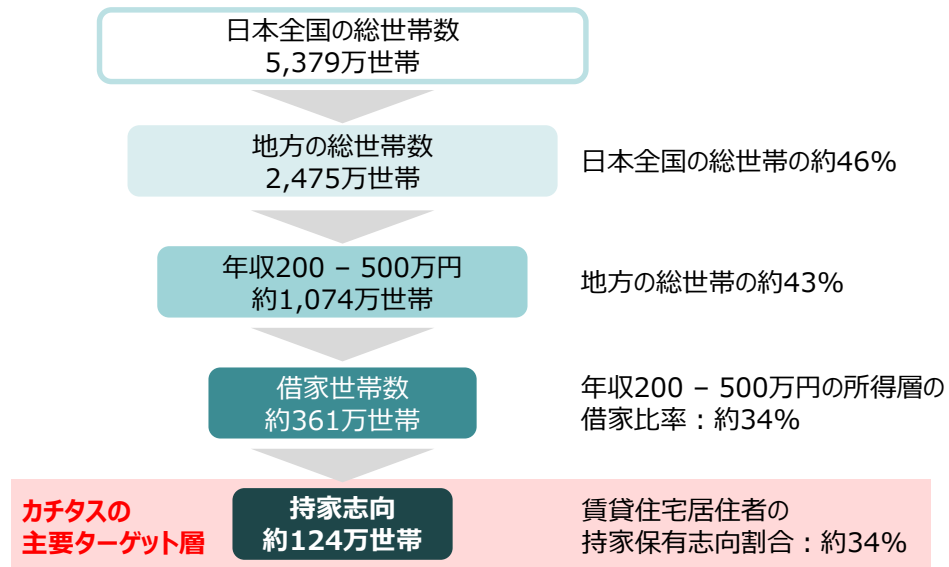 日本全国の総世帯数
5,379万世帯
地方の総世帯数
2,475万世帯
日本全国の総世帯の約46%
年収200 – 500万円
約1,074万世帯
地方の総世帯の約43%
借家世帯数
約361万世帯
年収200 – 500万円の所得層の
借家比率：約34%
カチタスの
主要ターゲット層
持家志向
約124万世帯
賃貸住宅居住者の
持家保有志向割合：約34%